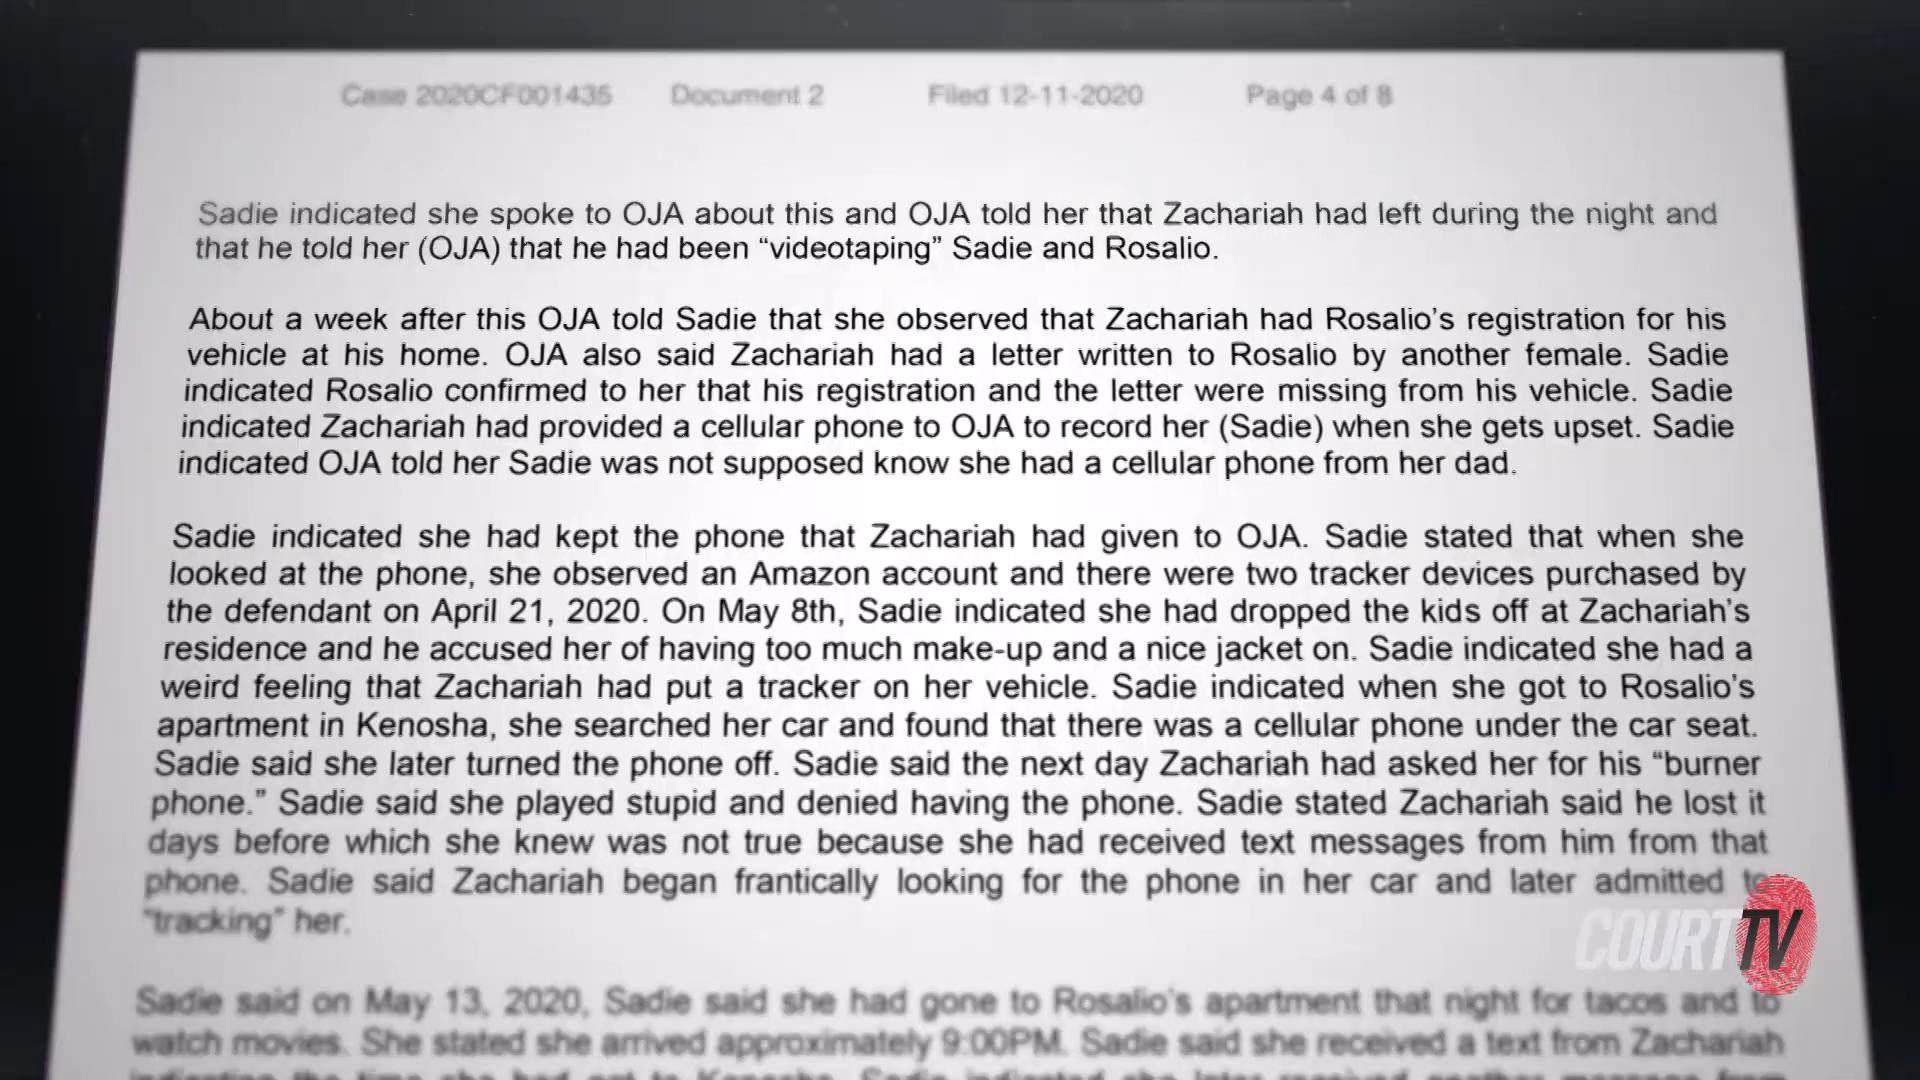 Case 2020CF001435 Document 2 Filed 12-11-2020 Page 4 of 8
Sadie indicated she spoke to OJA about this and OJA told her that Zachariah had left during the night and
that he told her (OJA) that he had been “videotaping” Sadie and Rosalio.
About a week after this OJA told Sadie that she observed that Zachariah had Rosalio’s registration for his
vehicle at his home. OJA also said Zachariah had a letter written to Rosalio by another female. Sadie
indicated Rosalio confirmed to her that his registration and the letter were missing from his vehicle. Sadie
indicated Zachariah had provided a cellular phone to OJA to record her (Sadie) when she gets upset. Sadie
indicated OJA told her Sadie was not supposed know she had a cellular phone from her dad.
Sadie indicated she had kept the phone that Zachariah had given to OJA. Sadie stated that when she
looked at the phone, she observed an Amazon account and there were two tracker devices purchased by
the defendant on April 21, 2020. On May 8th, Sadie indicated she had dropped the kids off at Zachariah’s
residence and he accused her of having too much make-up and a nice jacket on. Sadie indicated she had a
weird feeling that Zachariah had put a tracker on her vehicle. Sadie indicated when she got to Rosalio’s
apartment in Kenosha, she searched her car and found that there was a cellular phone under the car seat.
Sadie said she later turned the phone off. Sadie said the next day Zachariah had asked her for his “burner
phone.” Sadie said she played stupid and denied having the phone. Sadie stated Zachariah said he lost it
days before which she knew was not true because she had received text messages from him from that
phone. Sadie said Zachariah began frantically looking for the phone in her car and later admitted to
“tracking” her.
COURT TV
Sadie said on May 13, 2020, Sadie said she had gone to Rosalio’s apartment that night for tacos and to
watch movies. She stated she arrived approximately 9:00PM. Sadie said she received a text from Zachariah